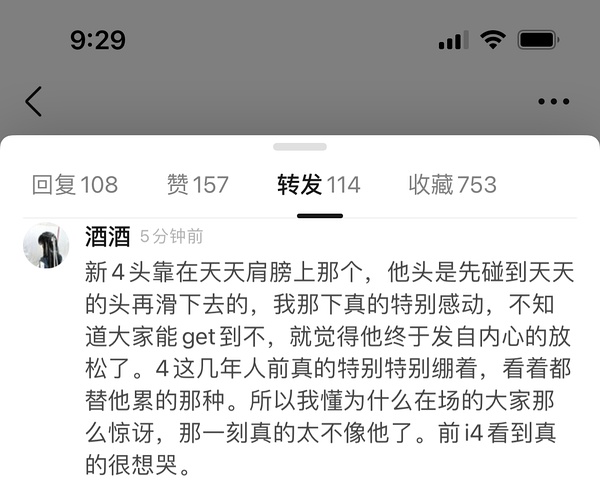 9:29
回复 108 赞 157 转发 114 收藏 753
酒酒 5分钟前
新4头靠在天天肩膀上那个，他头是先碰到天天
的头再滑下去的，我那下真的特别感动，不知
道大家能get到不，就觉得他终于发自内心的放
松了。4这几年人前真的特别特别绷着，看着都
替他累的那种。所以我懂为什么在场的大家那
么惊讶，那一刻真的太不像他了。前i4看到真
的很想哭。